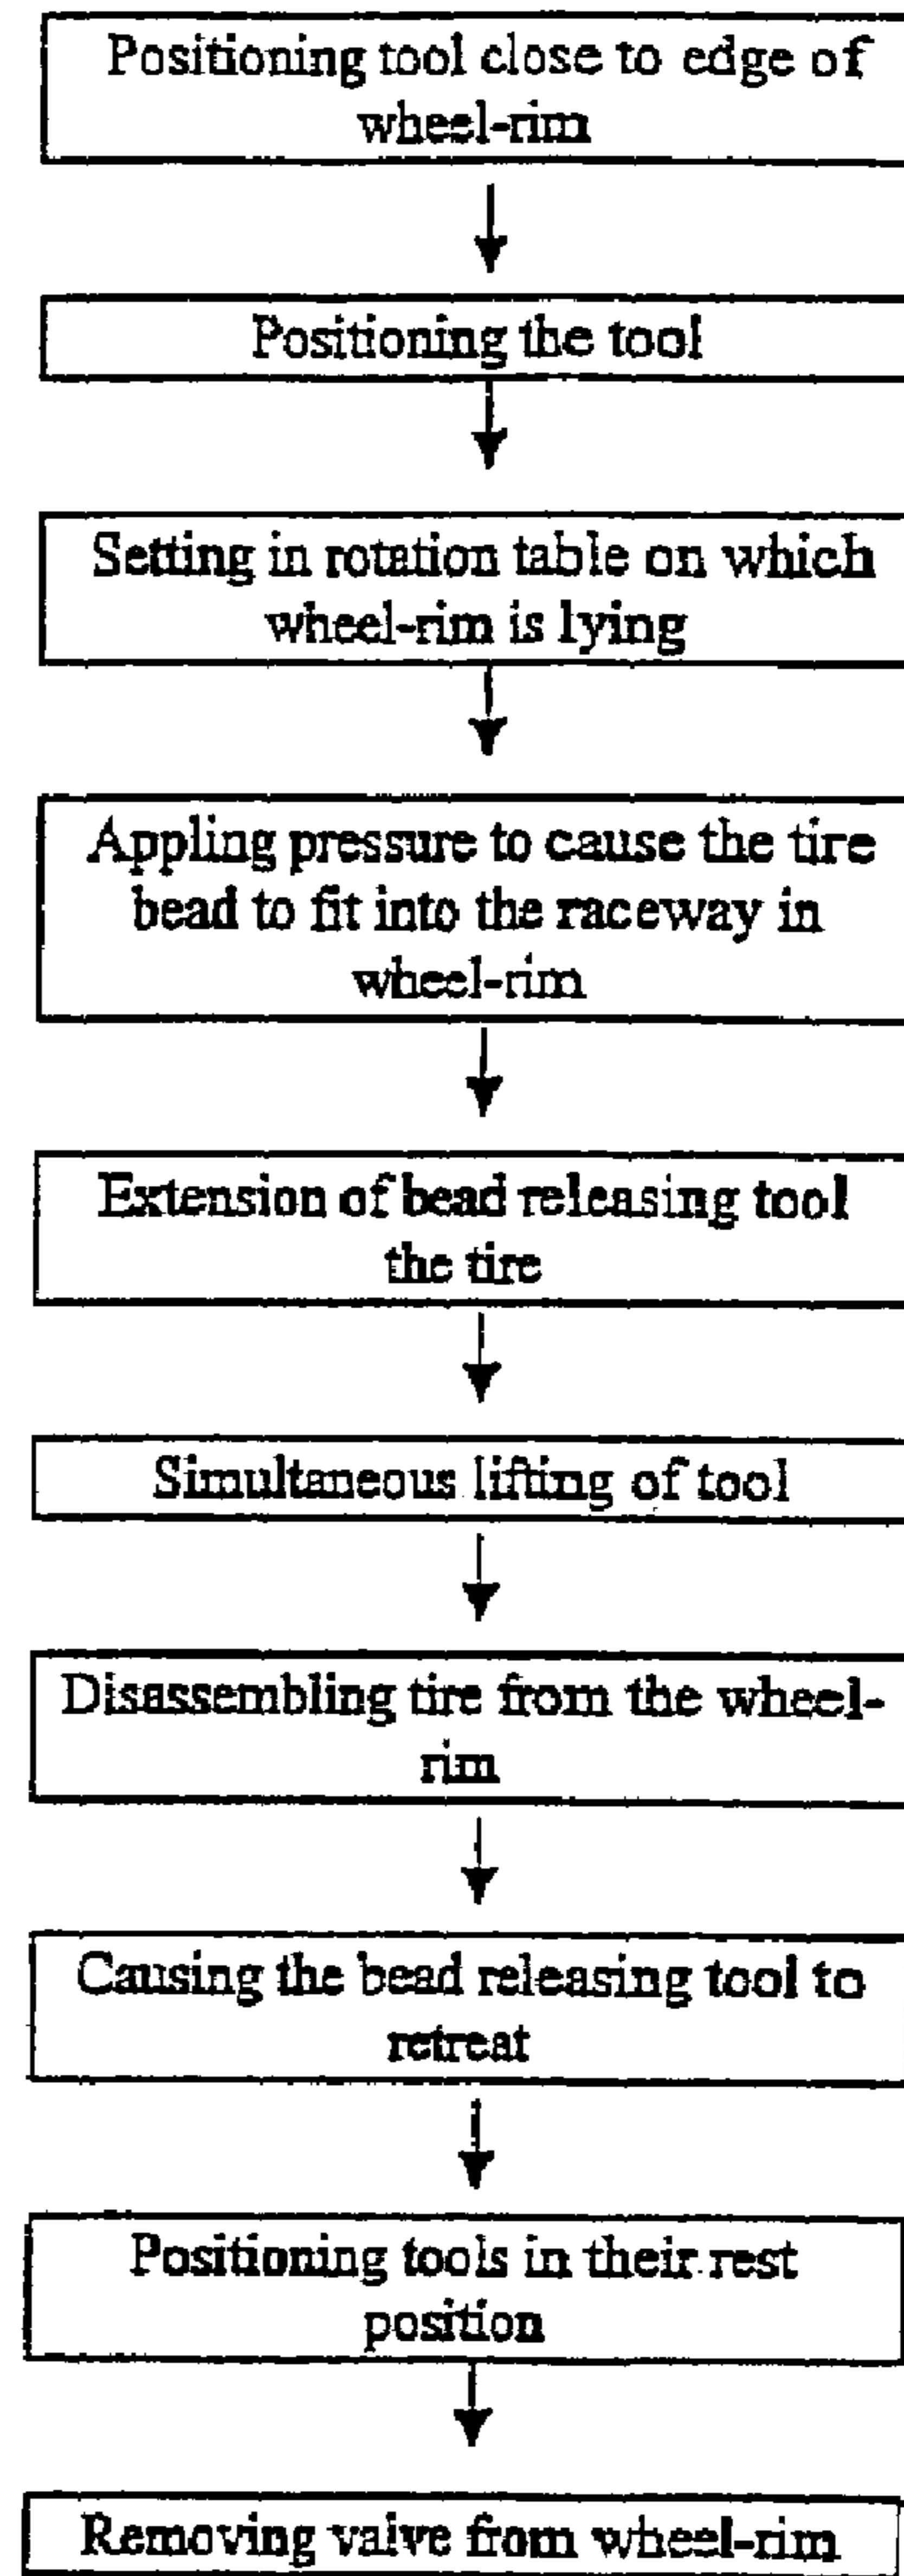 Positioning tool close to edge of
wheel-rim
Positioning the tool
Setting in rotation table on which
wheel-rim is lying
Appling pressure to cause the tire
bead to fit into the raceway in
wheel-rim
Extension of bead releasing tool
the tire
Simultaneous lifting of tool
Disassembling tire from the wheel-
rim
Causing the bead releasing tool to
retreat
Positioning tools in their rest
position
Removing valve from wheel-rim